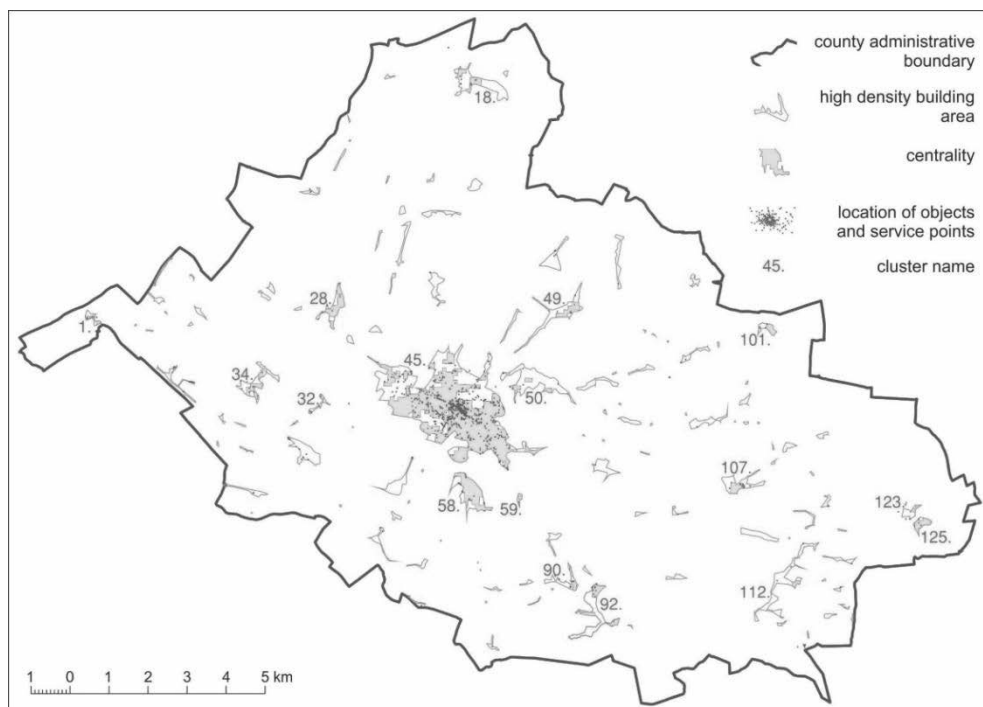 county administrative
boundary
high density building
area
centrality
location of objects
and service points
45. cluster name
18.
28.
49.
1.
101.
45.
34.
50.
32.
107.
58.
59.
123.
125.
90.
92.
112.
1 0 1 2 3 4 5 km